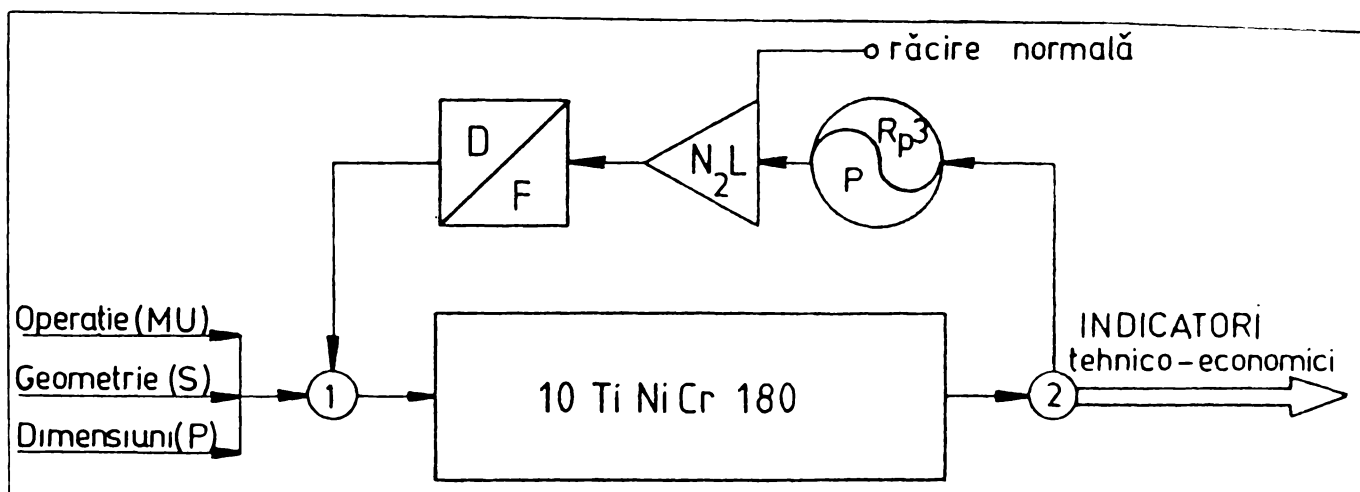 răcire normală
D
F
N₂L
Rp3
P
Operatie (MU)
Geometrie (S)
Dimensiuni (P)
1
10 Ti Ni Cr 180
2
INDICATORI
tehnico-economici